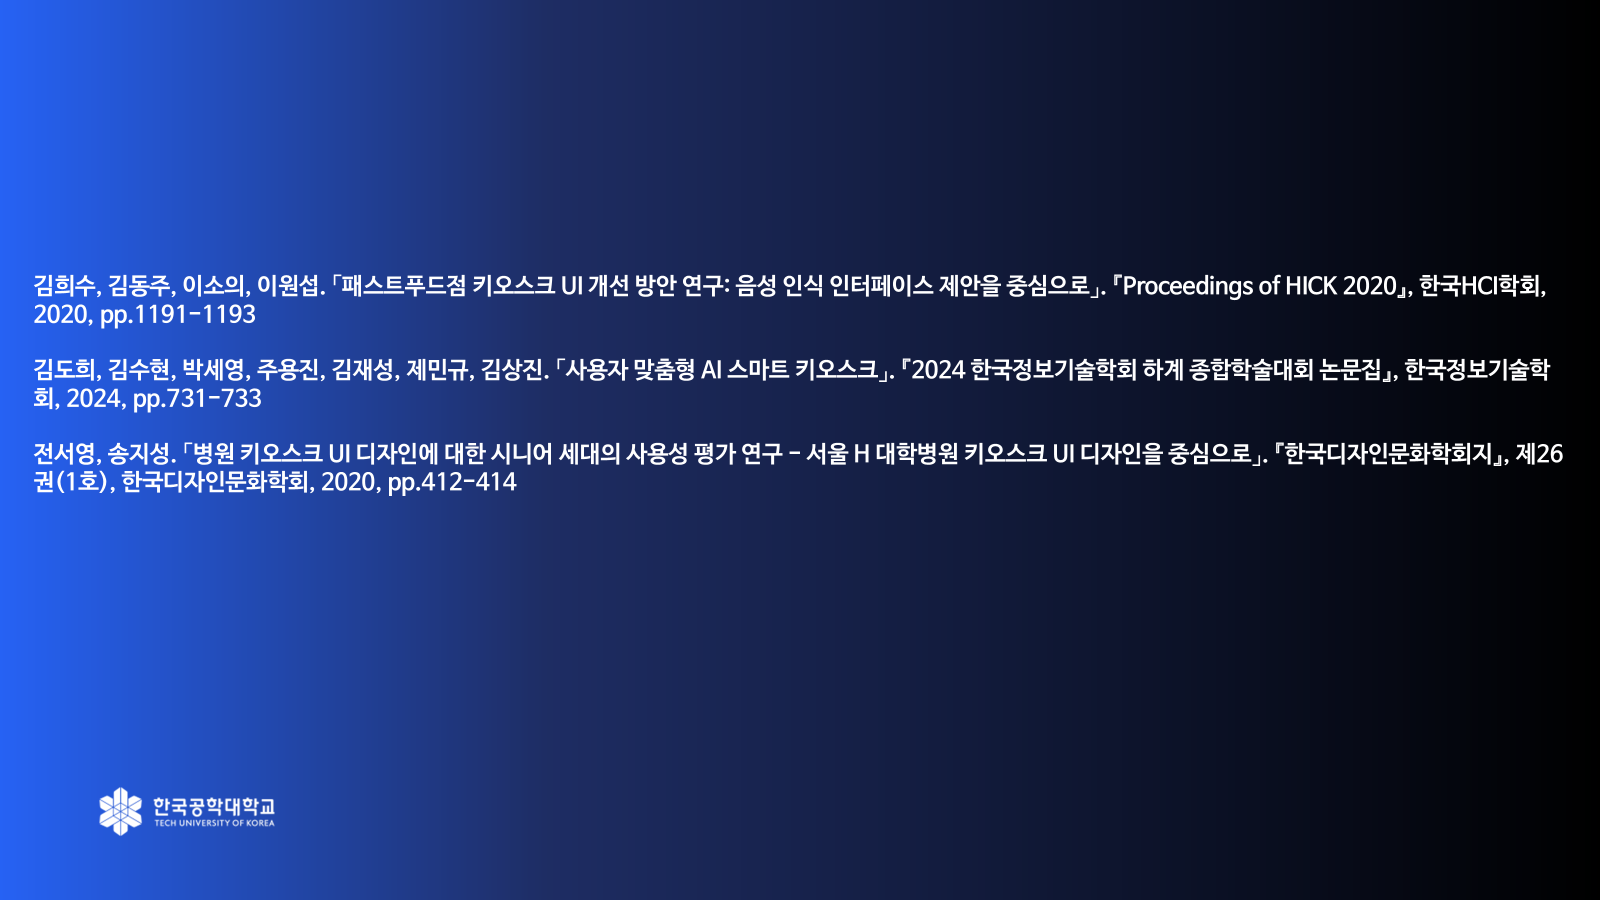 김희수, 김동주, 이소의, 이원섭. 「패스트푸드점 키오스크 UI 개선 방안 연구: 음성 인식 인터페이스 제안을 중심으로」. 『Proceedings of HICK 2020』, 한국HCI학회,
2020, pp.1191-1193
김도희, 김수현, 박세영, 주용진, 김재성, 제민규, 김상진. 「사용자 맞춤형 AI 스마트 키오스크」. 『2024 한국정보기술학회 하계 종합학술대회 논문집』, 한국정보기술학
회, 2024, pp.731-733
전서영, 송지성. 「병원 키오스크 UI 디자인에 대한 시니어 세대의 사용성 평가 연구 - 서울 H 대학병원 키오스크 UI 디자인을 중심으로」. 『한국디자인문화학회지』, 제26
권(1호), 한국디자인문화학회, 2020, pp.412-414
한국공학대학교
TECH UNIVERSITY OF KOREA